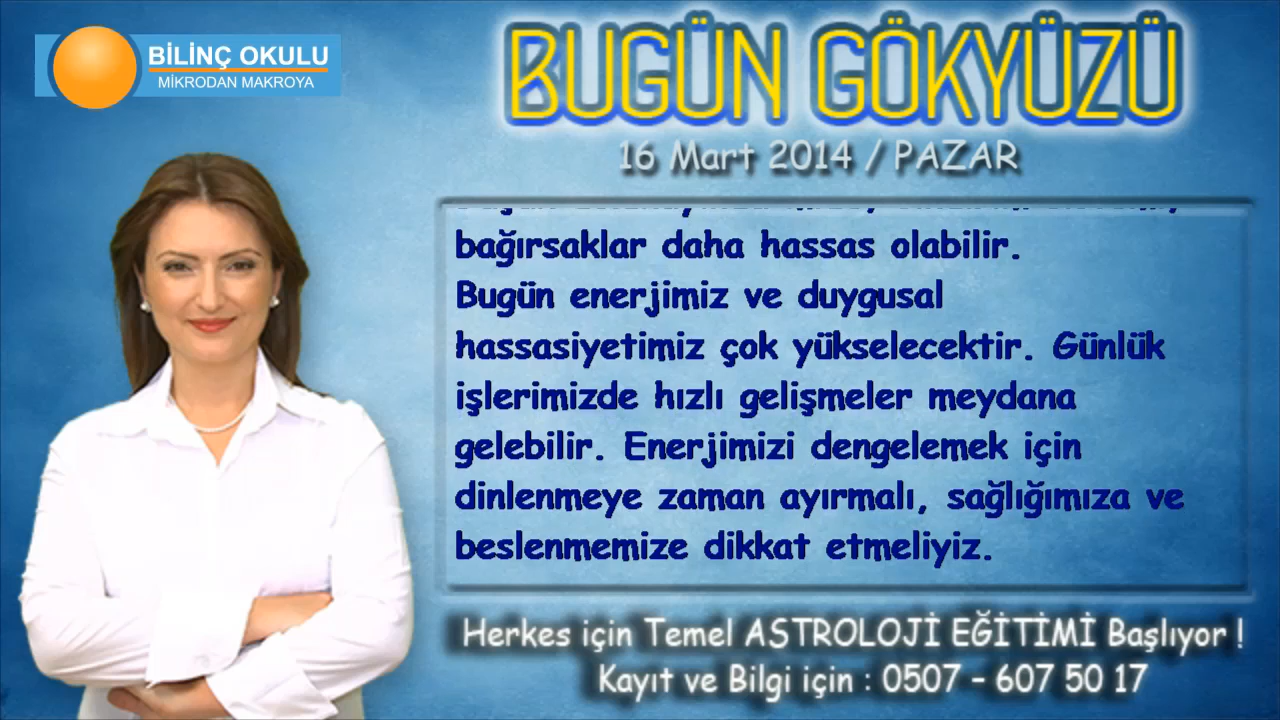 BİLİNÇ OKULU
MİKRODAN MAKROYA
BUGÜN GÖKYÜZÜ
16 Mart 2014 / PAZAR
bağırsaklar daha hassas olabilir.
Bugün enerjimiz ve duygusal
hassasiyetimiz çok yükselecektir. Günlük
işlerimizde hızlı gelişmeler meydana
gelebilir. Enerjimizi dengelemek için
dinlenmeye zaman ayırmalı, sağlığımıza ve
beslenmemize dikkat etmeliyiz.
Herkes için Temel ASTROLOJİ EĞİTİMİ Başlıyor !
Kayıt ve Bilgi için : 0507 - 607 50 17